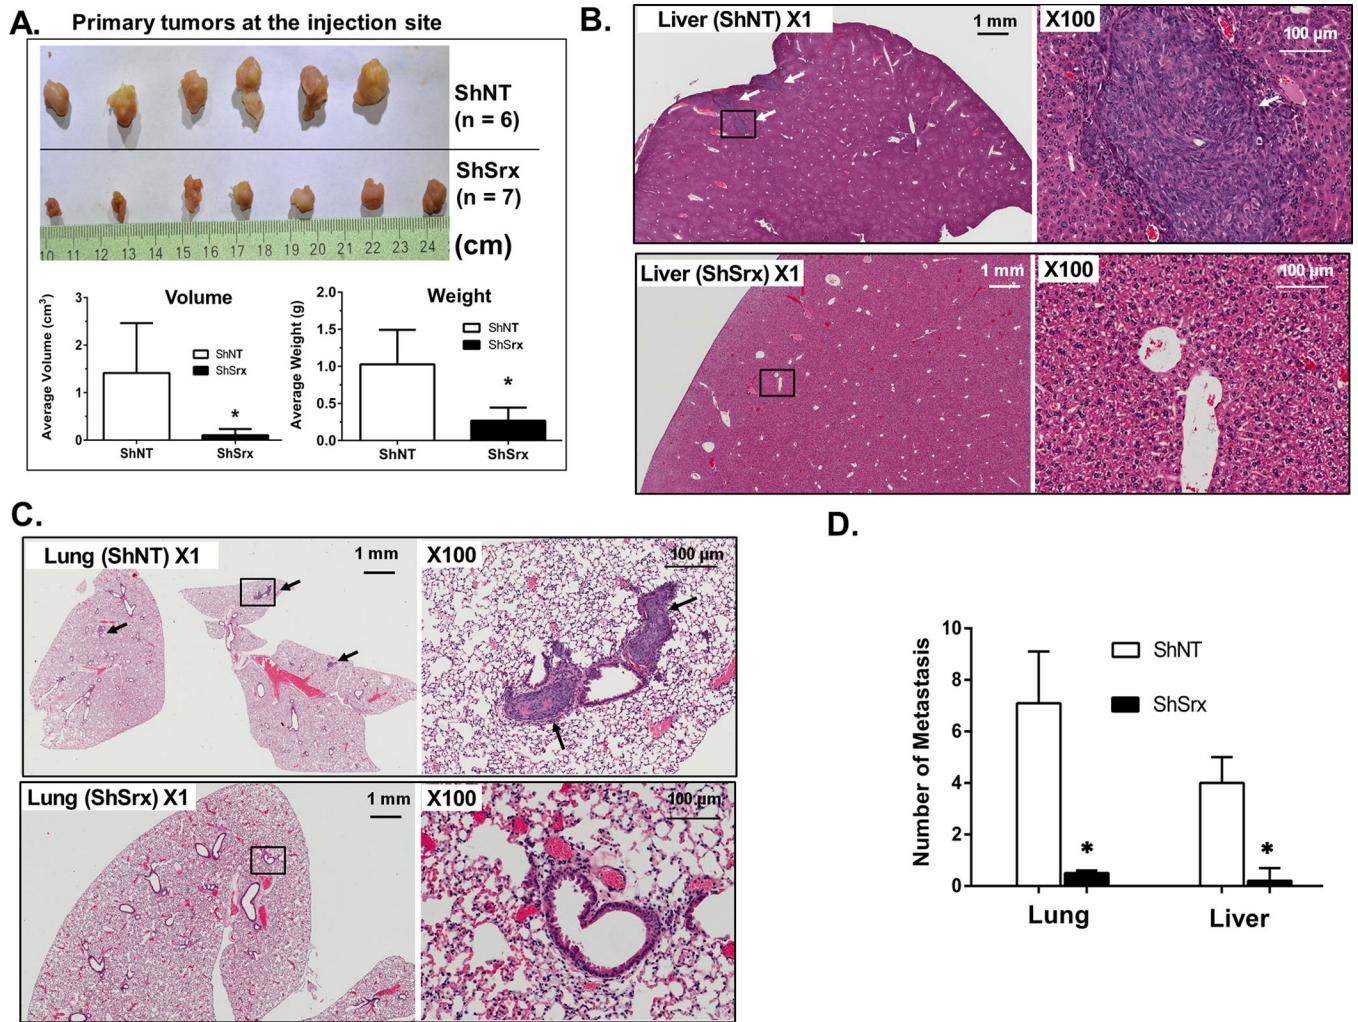 A.
Primary tumors at the injection site
ShNT
(n = 6)
ShSrx
(n = 7)
10 11 12 13 14 15 16 17 18 19 20 21 22 23 24
(cm)
Volume
Average Volume (cm³)
3
2
1
0
ShNT
ShSrx
*
ShNT ShSrx
Weight
Average Weight (g)
2.0
1.5
1.0
0.5
0.0
ShNT
ShSrx
*
ShNT ShSrx
B.
Liver (ShNT) X1
1 mm
X100
100 µm
Liver (ShSrx) X1
1 mm
X100
100 µm
C.
Lung (ShNT) X1
1 mm
X100
100 µm
Lung (ShSrx) X1
1 mm
X100
100 µm
D.
Number of Metastasis
10
8
6
4
2
0
ShNT
ShSrx
*
*
Lung Liver